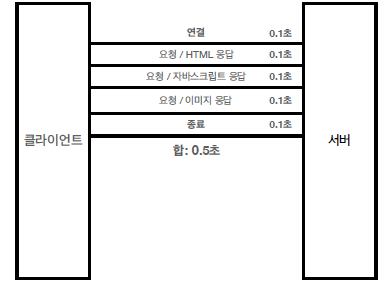 연결 0.1초
요청 / HTML 응답 0.1초
요청 / 자바스크립트 응답 0.1초
요청 / 이미지 응답 0.1초
종료 0.1초
클라이언트
합: 0.5초
서버